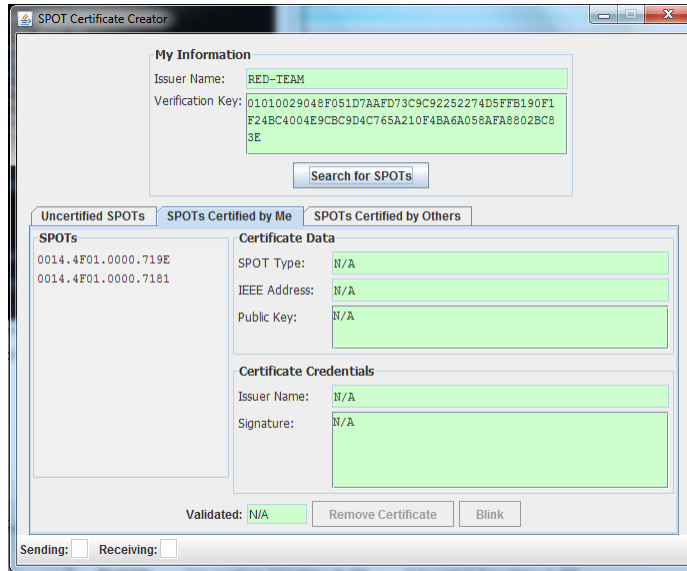 SPOT Certificate Creator
My Information
Issuer Name: RED-TEAM
Verification Key: 01010029048F051D7AAFD73C9C92252274D5FFB190F1
F24BC4004E9CBC9D4C765A210F4BA6A058AFA8802BC8
3E
Search for SPOTs
Uncertified SPOTs SPOTs Certified by Me SPOTs Certified by Others
SPOTs
0014.4F01.0000.719E
0014.4F01.0000.7181
Certificate Data
SPOT Type: N/A
IEEE Address: N/A
Public Key: N/A
Certificate Credentials
Issuer Name: N/A
Signature: N/A
Validated: N/A Remove Certificate Blink
Sending: Receiving: